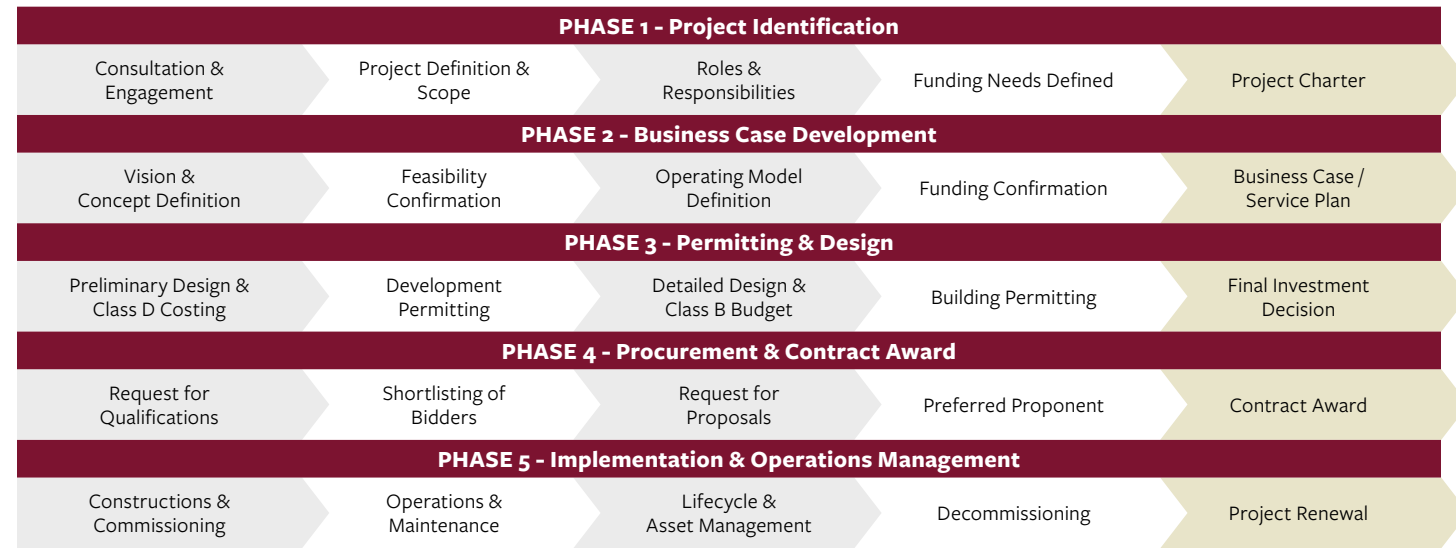 PHASE 1 - Project Identification
Consultation &
Engagement
Project Definition &
Scope
Roles &
Responsibilities
Funding Needs Defined
Project Charter
PHASE 2 - Business Case Development
Vision &
Concept Definition
Feasibility
Confirmation
Operating Model
Definition
Funding Confirmation
Business Case /
Service Plan
PHASE 3 - Permitting & Design
Preliminary Design &
Class D Costing
Development
Permitting
Detailed Design &
Class B Budget
Building Permitting
Final Investment
Decision
PHASE 4 - Procurement & Contract Award
Request for
Qualifications
Shortlisting of
Bidders
Request for
Proposals
Preferred Proponent
Contract Award
PHASE 5 - Implementation & Operations Management
Constructions &
Commissioning
Operations &
Maintenance
Lifecycle &
Asset Management
Decommissioning
Project Renewal